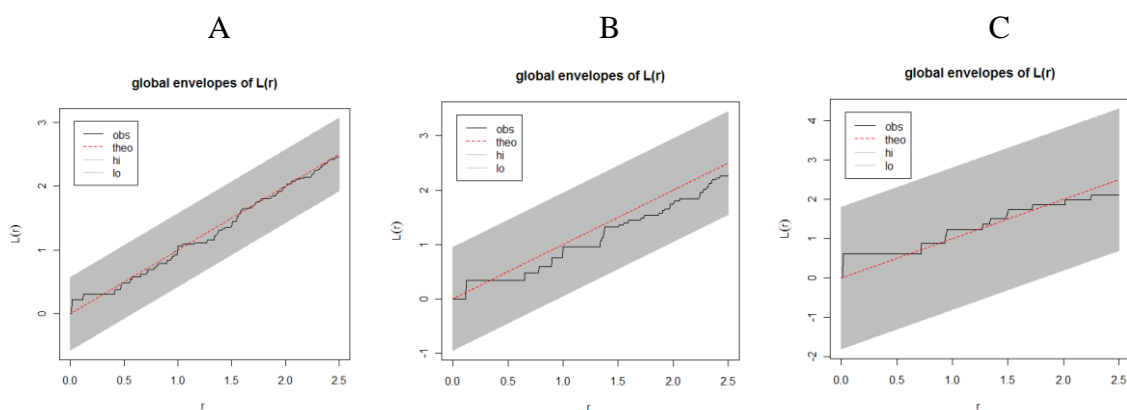 A
B
C
global envelopes of L(r)
global envelopes of L(r)
global envelopes of L(r)
obs
theo
hi
lo
obs
theo
hi
lo
obs
theo
hi
lo
L(r)
3
2
1
0
L(r)
3
2
1
0
-1
L(r)
4
3
2
1
0
-1
-2
0.0 0.5 1.0 1.5 2.0 2.5
0.0 0.5 1.0 1.5 2.0 2.5
0.0 0.5 1.0 1.5 2.0 2.5
r
r
r